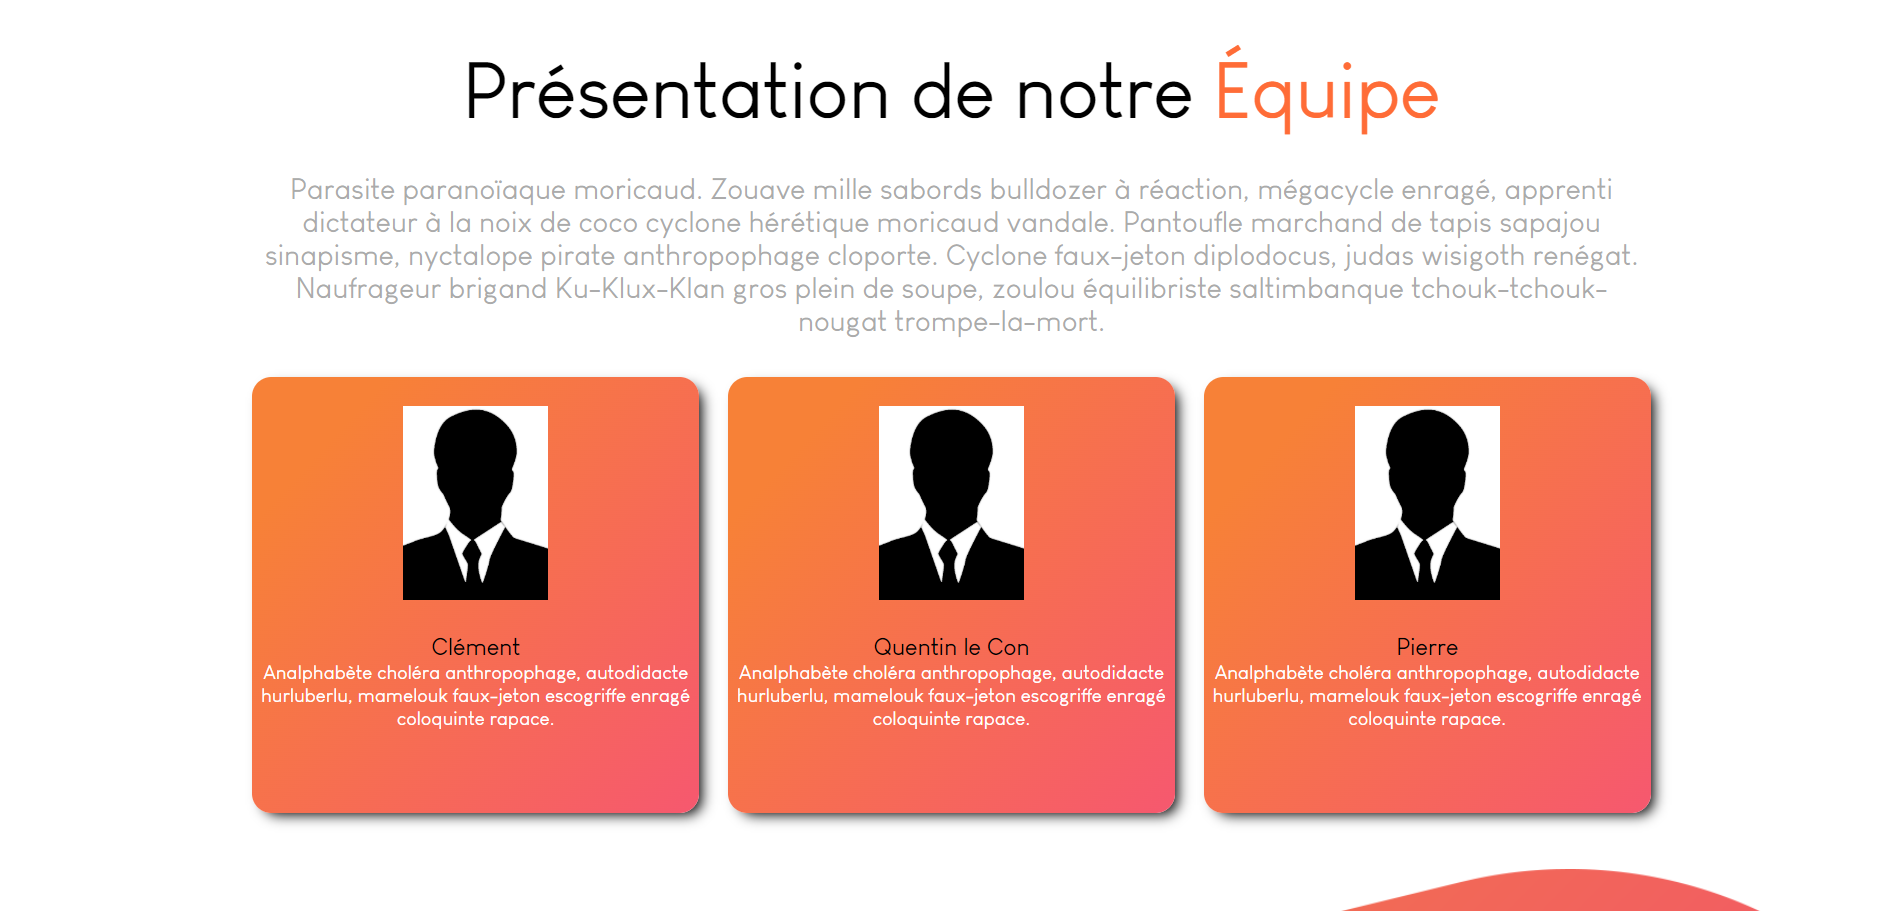 Présentation de notre Équipe
Parasite paranoïaque moricaud. Zouave mille sabords bulldozer à réaction, mégacycle enragé, apprenti
dictateur à la noix de coco cyclone hérétique moricaud vandale. Pantoufle marchand de tapis sapajou
sinapisme, nyctalope pirate anthropophage cloporte. Cyclone faux-jeton diplodocus, judas wisigoth renégat.
Naufrageur brigand Ku-Klux-Klan gros plein de soupe, zoulou équilibriste saltimbanque tchouk-tchouk-
nougat trompe-la-mort.
Clément
Analphabète choléra anthropophage, autodidacte
hurluberlu, mamelouk faux-jeton escogriffe enragé
coloquinte rapace.
Quentin le Con
Analphabète choléra anthropophage, autodidacte
hurluberlu, mamelouk faux-jeton escogriffe enragé
coloquinte rapace.
Pierre
Analphabète choléra anthropophage, autodidacte
hurluberlu, mamelouk faux-jeton escogriffe enragé
coloquinte rapace.